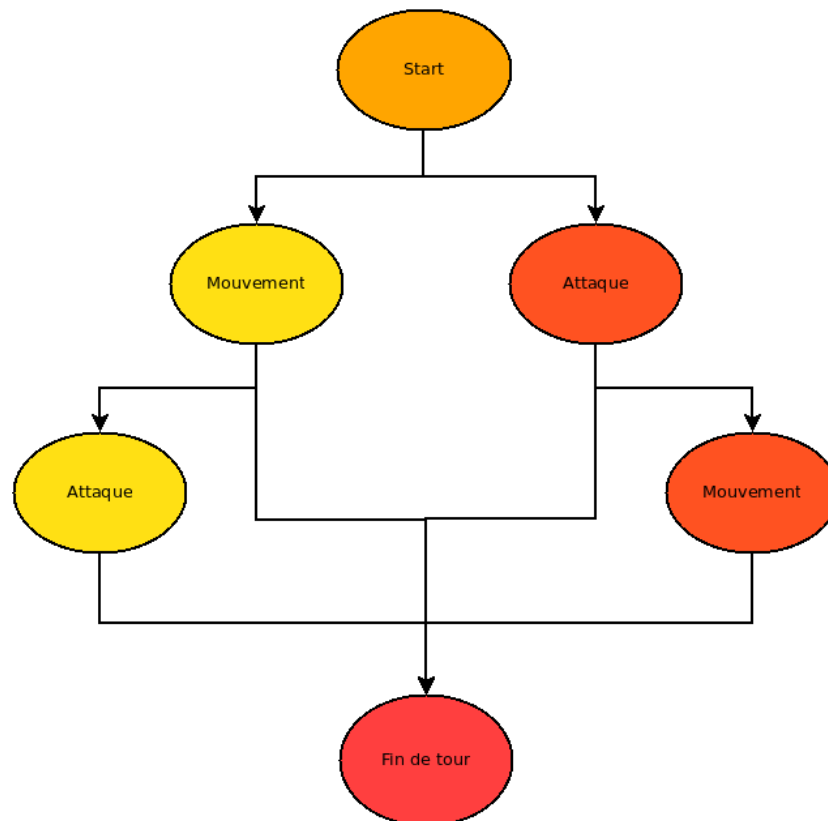 Start
Mouvement
Attaque
Attaque
Mouvement
Fin de tour